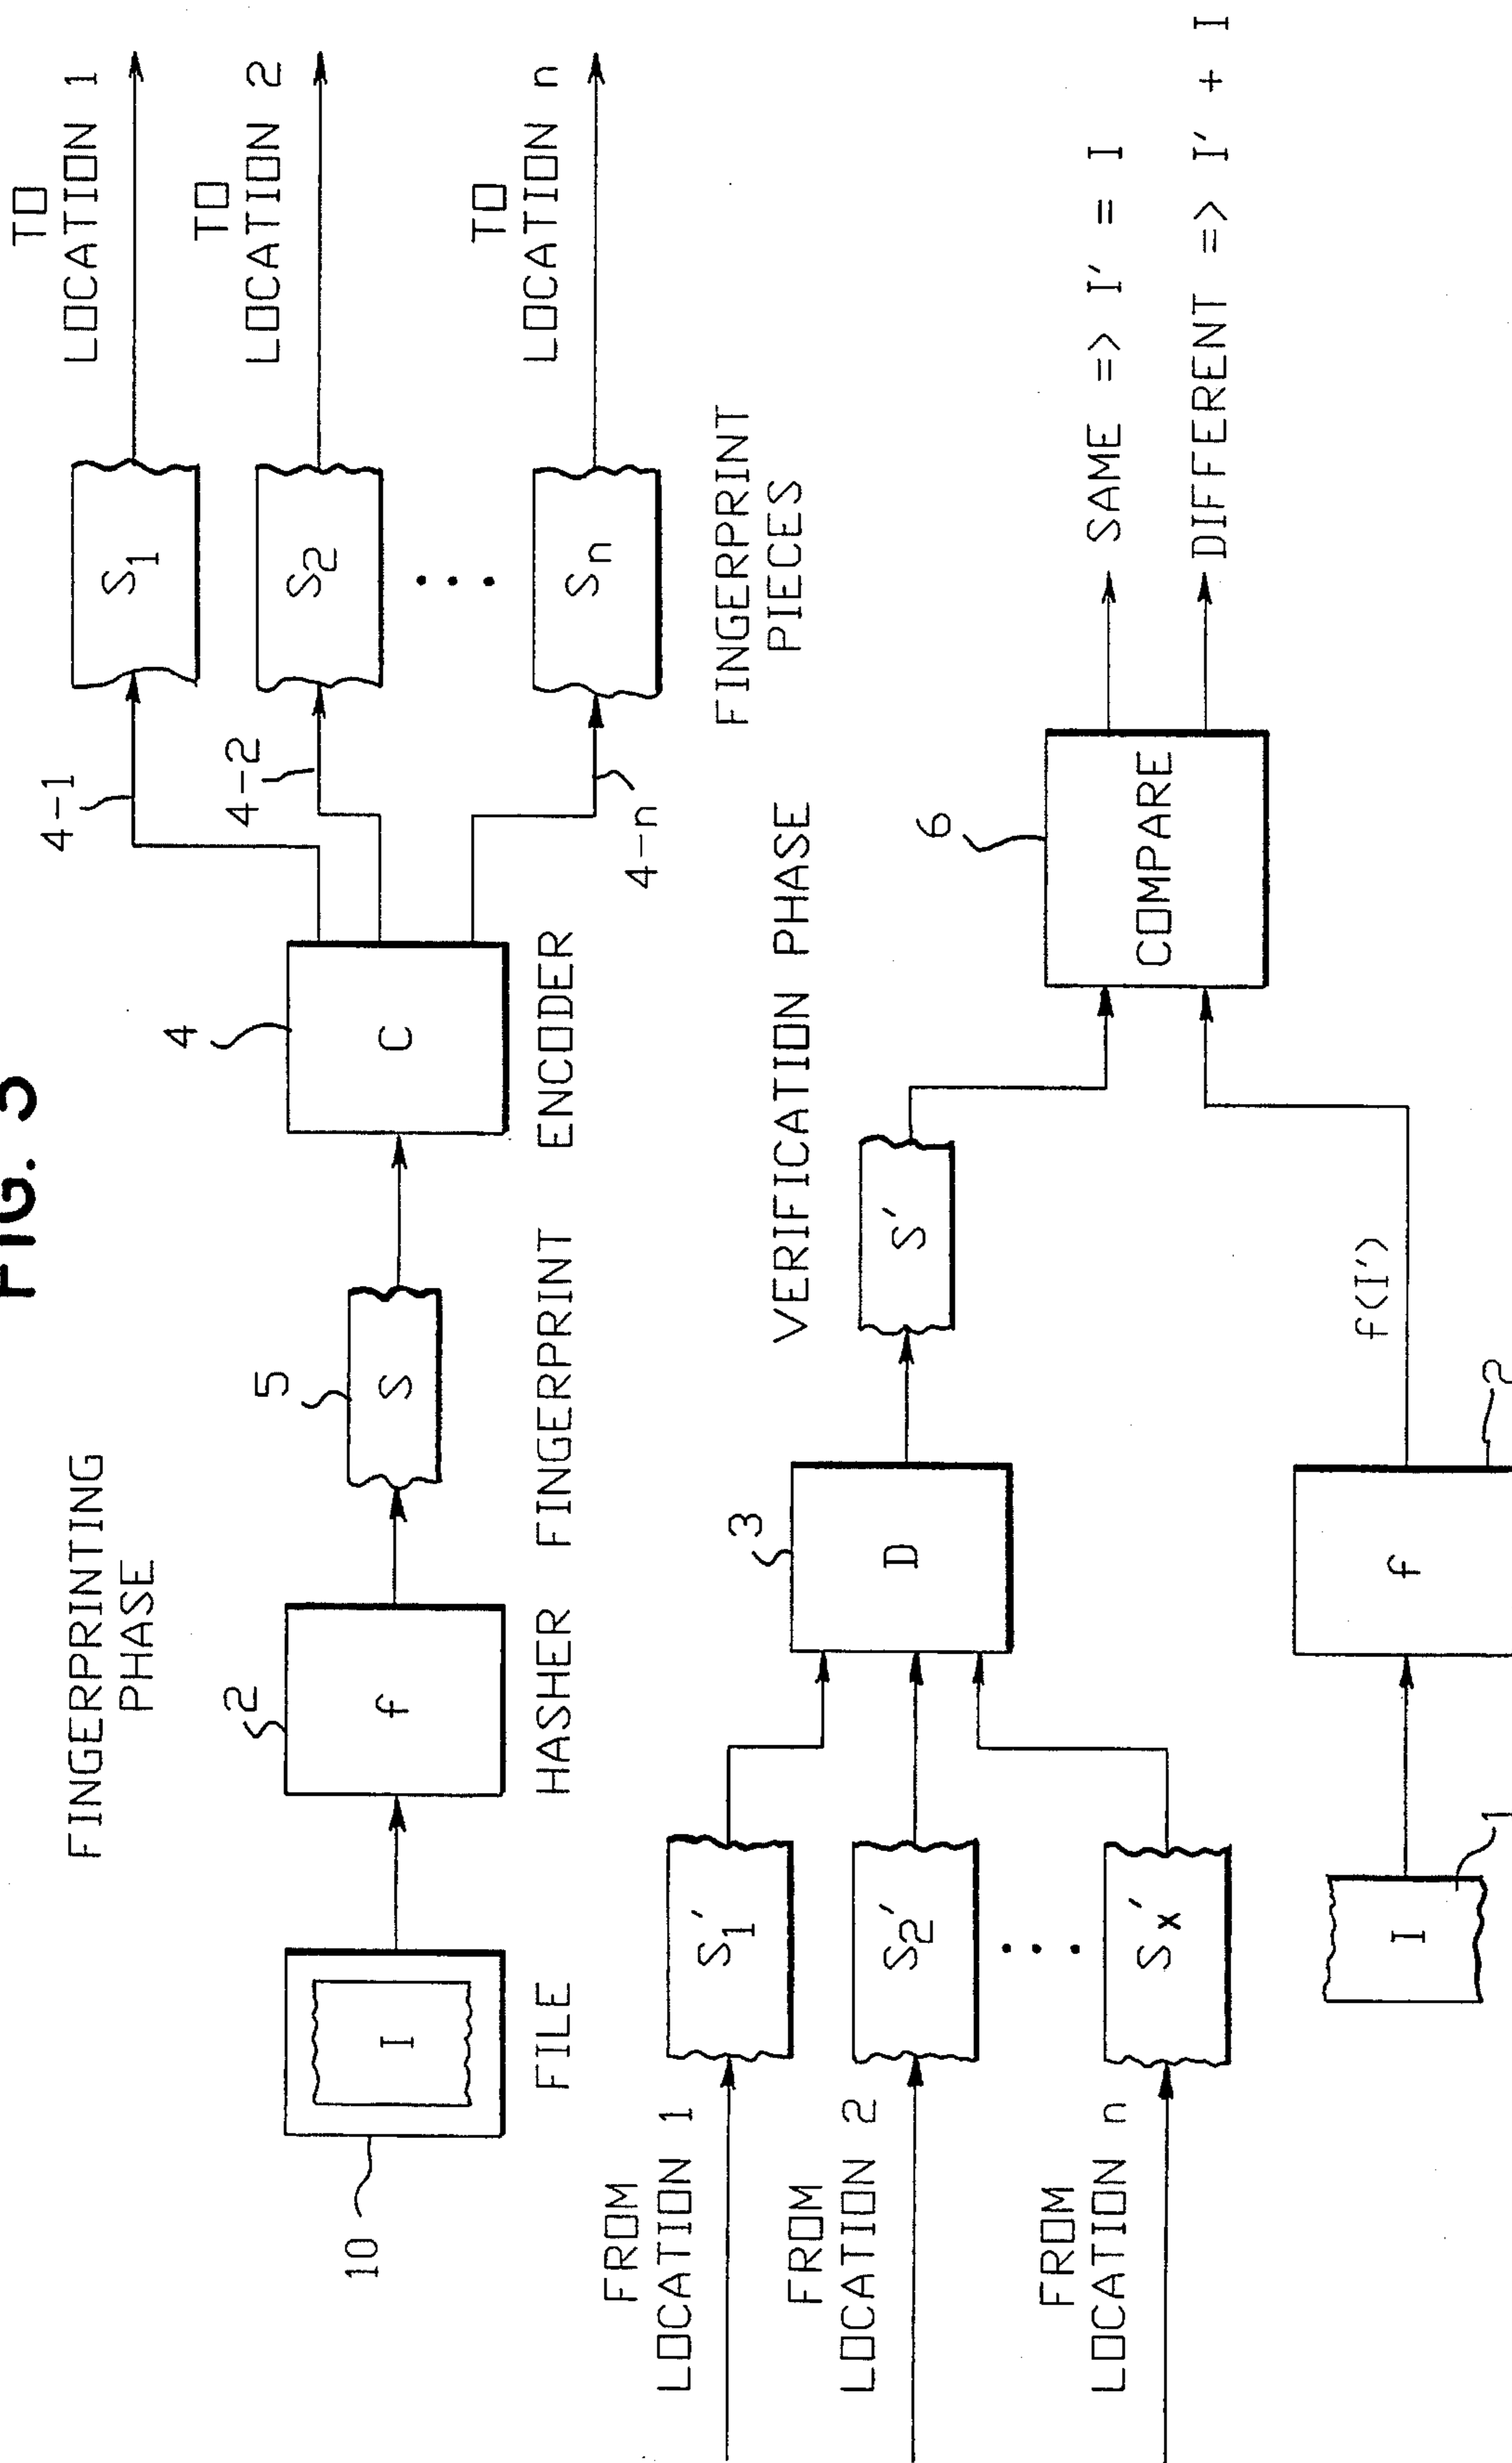 FIG. 3
FINGERPRINTING
PHASE
10
I
FILE
2
f
HASHER
5
S
FINGERPRINT
4
C
ENCODER
4-1
4-2
4-n
S1
S2
Sn
FINGERPRINT
PIECES
TO
LOCATION 1
TO
LOCATION 2
TO
LOCATION n
VERIFICATION PHASE
FROM
LOCATION 1
FROM
LOCATION 2
FROM
LOCATION n
S1'
S2'
Sx'
3
D
S'
I
1
f
2
f(I')
6
COMPARE
SAME => I' = I
DIFFERENT => I' + I